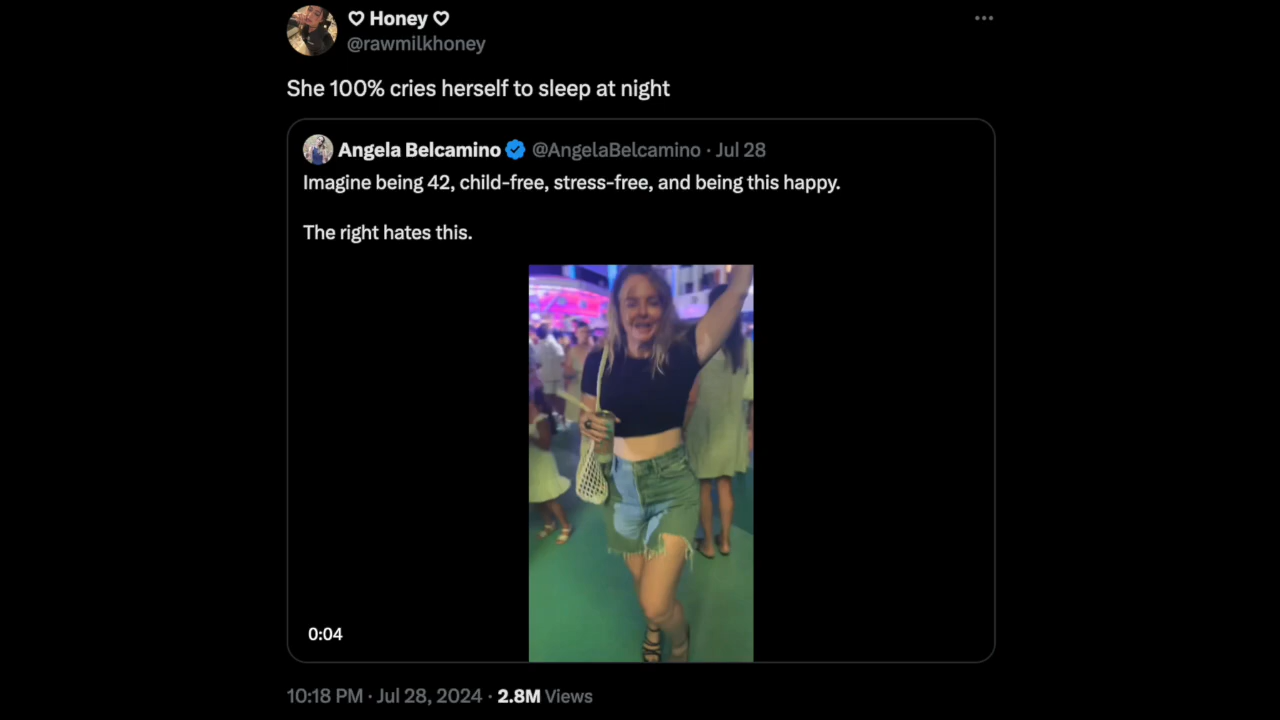 ♡ Honey ♡
@rawmilkhoney
She 100% cries herself to sleep at night
Angela Belcamino @AngelaBelcamino · Jul 28
Imagine being 42, child-free, stress-free, and being this happy.
The right hates this.
0:04
10:18 PM · Jul 28, 2024 · 2.8M Views